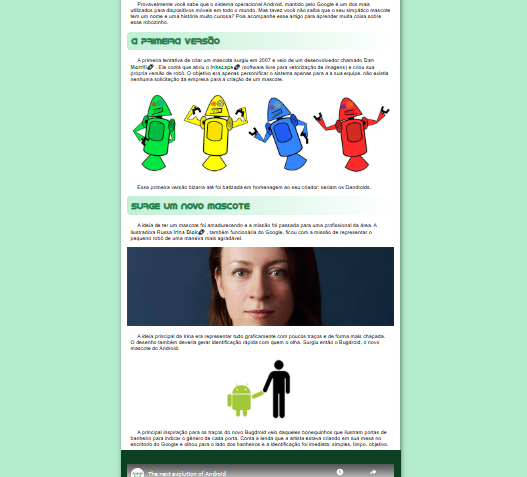 Provavelmente você sabe que o sistema operacional Android, mantido pelo Google é um dos mais
utilizados para dispositivos móveis em todo o mundo. Mas tavez você não saiba que o seu simpático mascote
tem um nome e uma história muito curiosa? Pois acompanhe esse artigo para aprender muita coisa sobre
esse robozinho.
A PRIMEIRA VERSÃO
A primeira tentativa de criar um mascote surgiu em 2007 e veio de um desenvolvedor chamado Dan
Morrill . Ele conta que abriu o Inkscape (software livre para vetorização de imagens) e criou sua
própria versão de robô. O objetivo era apenas personificar o sistema apenas para a a sua equipe. não existia
nenhuma solicitação da empresa para a criação de um mascote.
Essa primeira versão bizarra até foi batizada em homenagem ao seu criador: seriam os Dandroids.
SURGE UM NOVO MASCOTE
A ideia de ter um mascote foi amadurecendo e a missão foi passada para uma profissional da área. A
ilustradora Russa Irina Blok , também funcionária do Google, ficou com a missão de representar o
pequeno robô de uma maneira mais agradável.
A ideia principal da Irina era representar tudo graficamente com poucos traços e de forma mais chapada.
O desenho também deveria gerar identificação rápida com quem o olha. Surgiu então o Bugdroid, o novo
mascote do Android.
A principal inspiração para os traços do novo Bugdroid veio daqueles bonequinhos que ilustram portas de
banheiro para indicar o gênero de cada porta. Conta a lenda que a artista estava criando em sua mesa no
escritório do Google e olhou para o lado dos banheiros e a identificação foi imediata: simples, limpo, objetivo.
The next evolution of Android